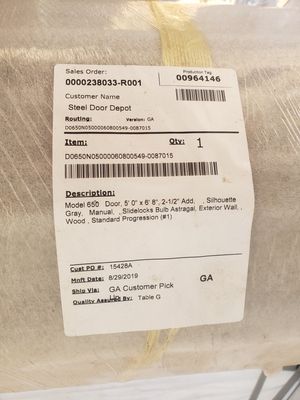 Sales Order:
0000238033-R001
Production Tag
00964146
Customer Name
Steel Door Depot
Routing: Version: GA
D0650N05000060800549-0087015
Item: Qty: 1
D0650N05000060800549-0087015
Description:
Model 650 Door, 5' 0" x 6' 8", 2-1/2" Add. , Silhouette
Gray, Manual, ,Slidelocks Bulb Astragal, Exterior Wall, ,
Wood , Standard Progression (#1)
Cust PO #: 15428A
Mnft Date: 8/29/2019 GA
Ship Via: GA Customer Pick
Up
Quality Assured By: Table G